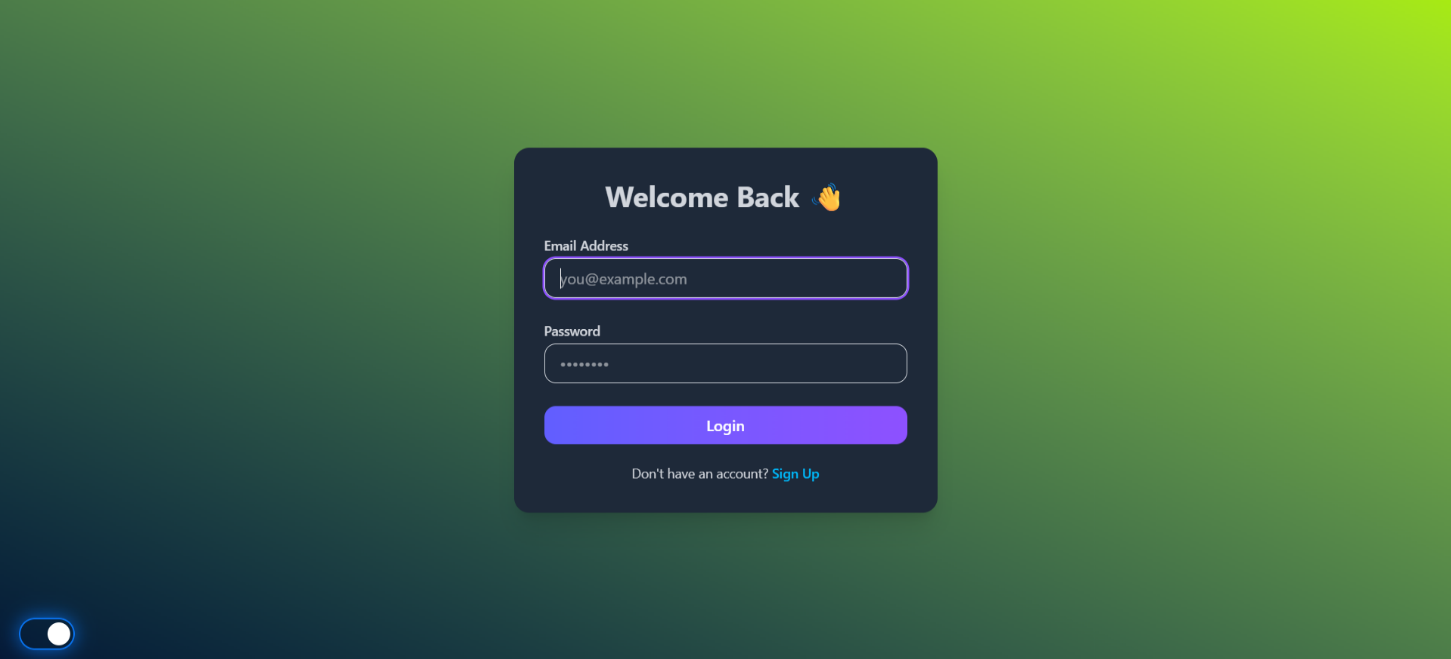 Welcome Back 👋
Email Address
you@example.com
Password
••••••••
Login
Don't have an account? Sign Up